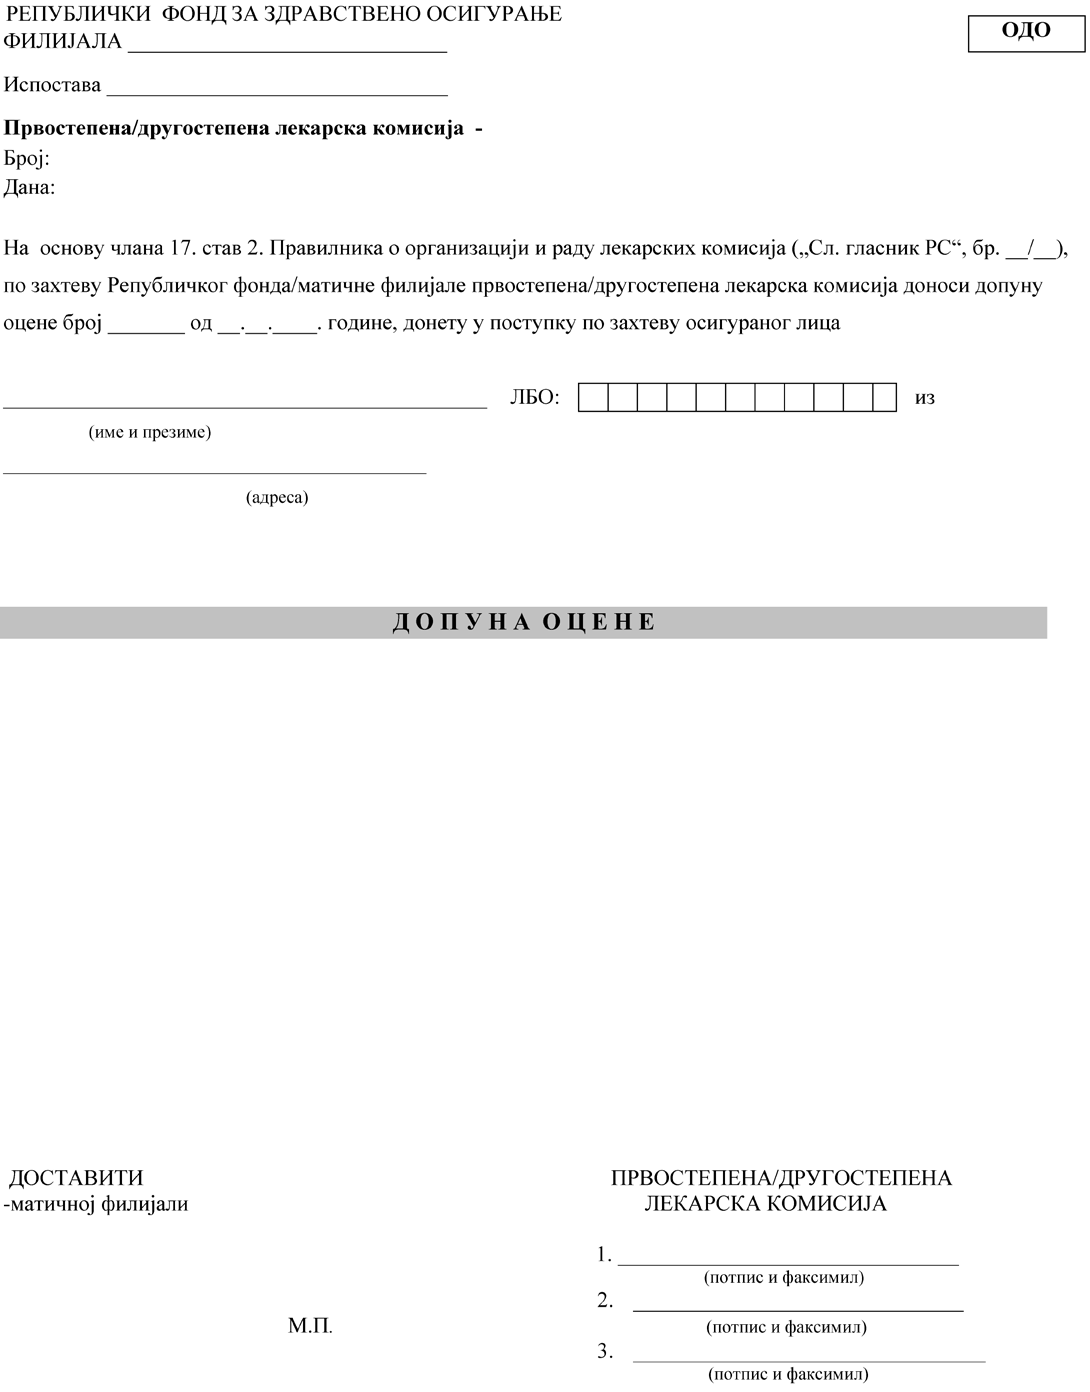 РЕПУБЛИЧКИ ФОНД ЗА ЗДРАВСТВЕНО ОСИГУРАЊЕ
ФИЛИЈАЛА _____________________________
ОДО
Испостава _______________________________
Првостепена/другостепена лекарска комисија -
Број:
Дана:
На основу члана 17. став 2. Правилника о организацији и раду лекарских комисија („Сл. гласник РС“, бр. __/__),
по захтеву Републичког фонда/матичне филијале првостепена/другостепена лекарска комисија доноси допуну
оцене број _______ од __.__.____. године, донету у поступку по захтеву осигураног лица
____________________________________________ ЛБО: из
(име и презиме)
(адреса)
Д О П У Н А О Ц Е Н Е
ДОСТАВИТИ
-матичној филијали
ПРВОСТЕПЕНА/ДРУГОСТЕПЕНА
ЛЕКАРСКА КОМИСИЈА
1. _______________________________
(потпис и факсимил)
2. ______________________________
М.П.
(потпис и факсимил)
3. ________________________________
(потпис и факсимил)